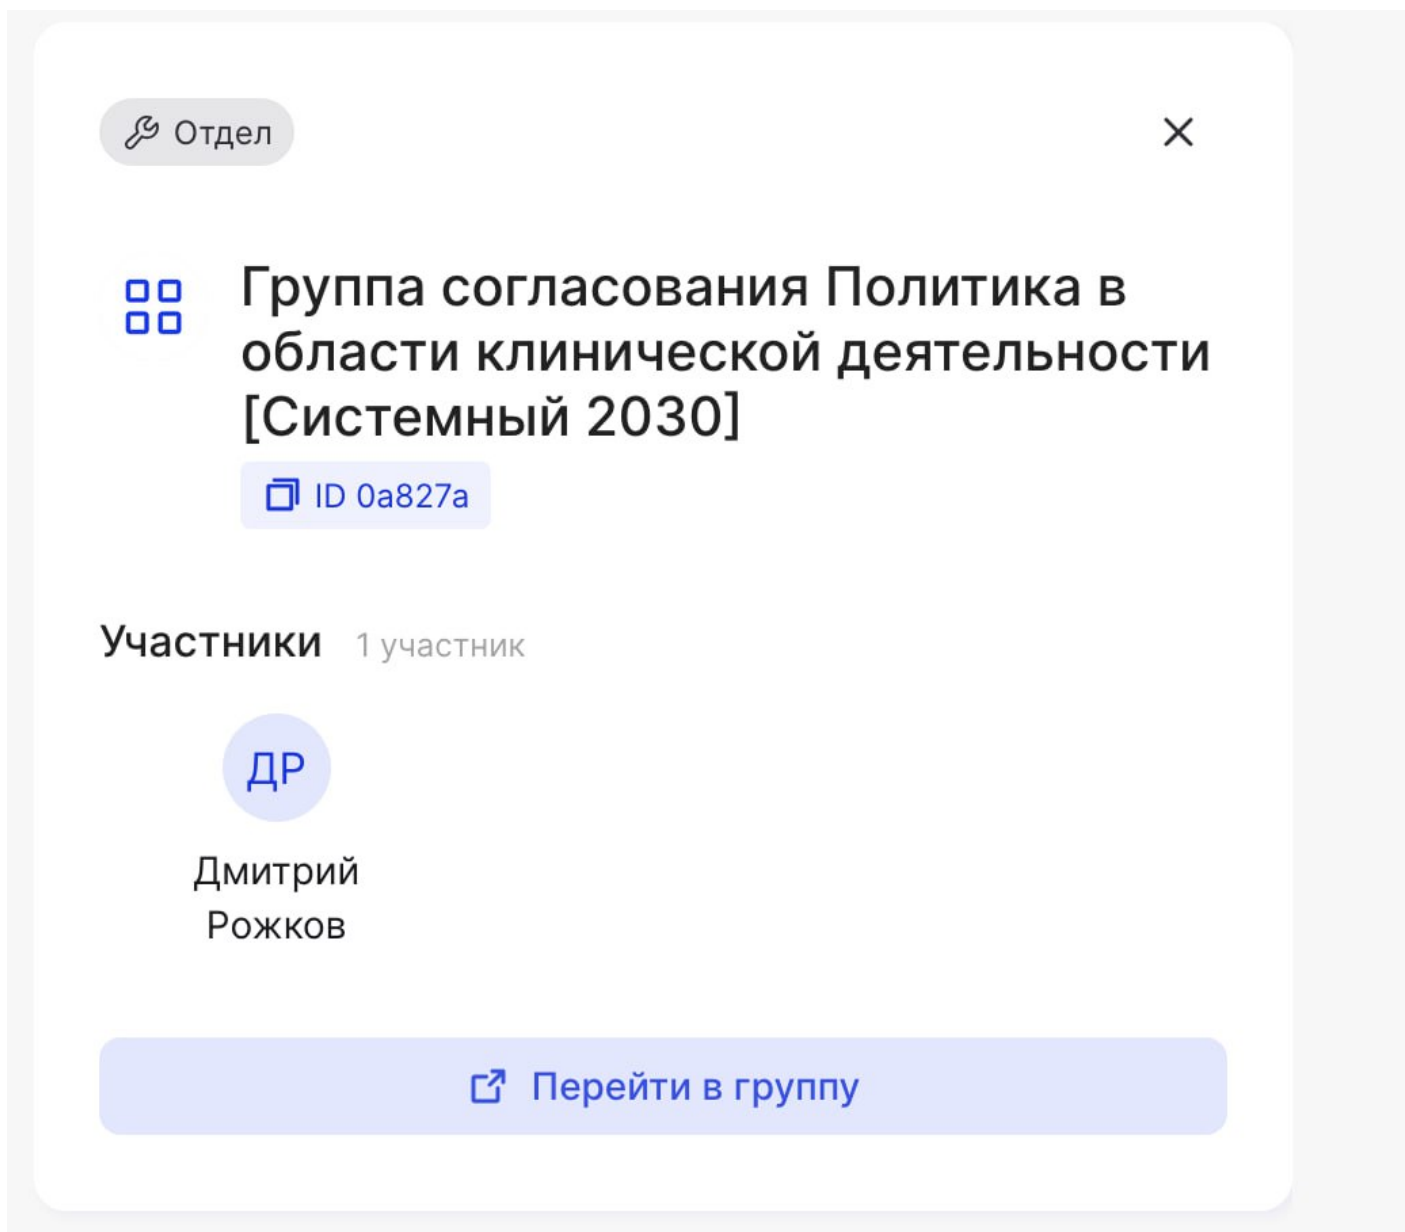 Отдел
Группа согласования Политика в
области клинической деятельности
[Системный 2030]
ID 0a827a
Участники 1 участник
ДР
Дмитрий
Рожков
Перейти в группу